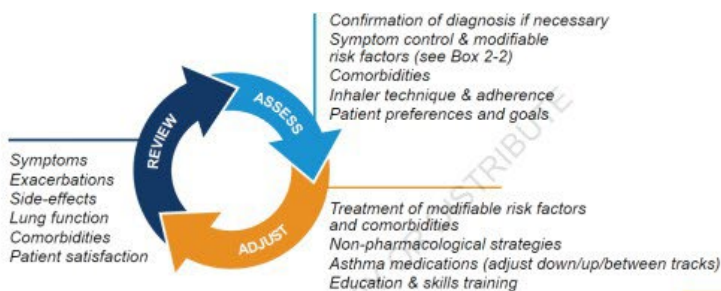 Confirmation of diagnosis if necessary
Symptom control & modifiable
risk factors (see Box 2-2)
Comorbidities
Inhaler technique & adherence
Patient preferences and goals
ASSESS
REVIEW
Symptoms
Exacerbations
Side-effects
Lung function
Comorbidities
Patient satisfaction
ADJUST
Treatment of modifiable risk factors
and comorbidities
Non-pharmacological strategies
Asthma medications (adjust down/up/between tracks)
Education & skills training
DISTRIBUTE